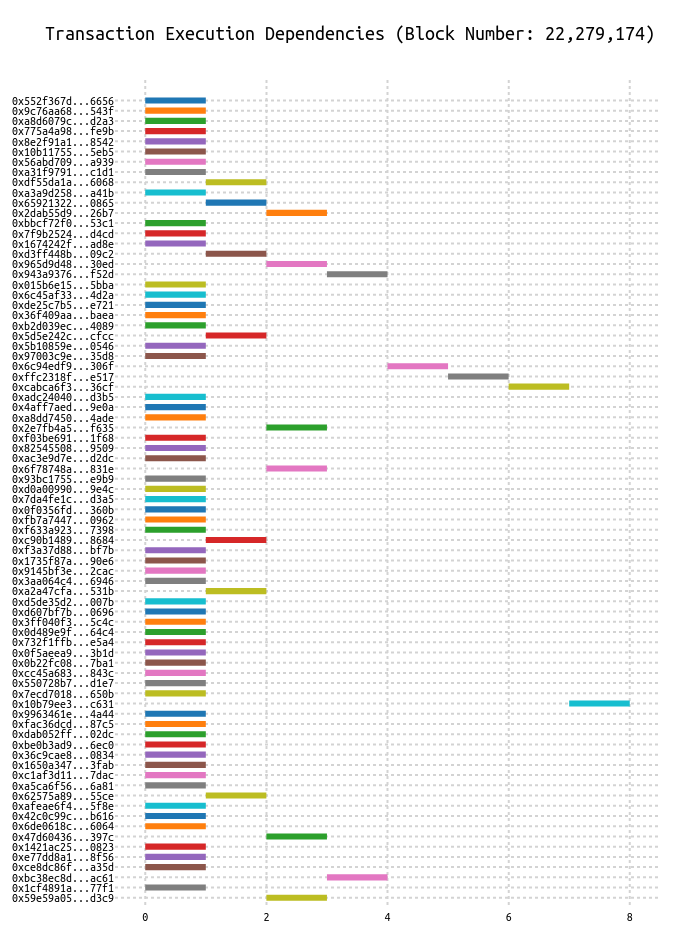 Transaction Execution Dependencies (Block Number: 22,279,174)
0x552f367d...6656
0x9c76aa68...543f
0xa8d6079c...d2a3
0x775a4a98...fe9b
0x8e2f91a1...8542
0x10b11755...5eb5
0x56abd709...a939
0xa31f9791...c1d1
0xdf55da1a...6068
0xa3a9d258...a41b
0x65921322...0865
0x2dab55d9...26b7
0xbbcf72f0...53c1
0x7f9b2524...d4cd
0x1674242f...ad8e
0xd3ff448b...09c2
0x965d9d48...30ed
0x943a9376...f52d
0x015b6e15...5bba
0x6c45af33...4d2a
0xde25c7b5...e721
0x36f409aa...baea
0xb2d039ec...4089
0x5d5e242c...cfcc
0x5b10859e...0546
0x97003c9e...35d8
0x6c94edf9...306f
0xffc2318f...e517
0xcabca6f3...36cf
0xadc24040...d3b5
0x4aff7aed...9e0a
0xa8dd7450...4ade
0x2e7fb4a5...f635
0xf03be691...1f68
0x82545508...9509
0xac3e9d7e...d2dc
0x6f78748a...831e
0x93bc1755...e9b9
0xd0a00990...9e4c
0x7da4fe1c...d3a5
0x0f0356fd...360b
0xfb7a7447...0962
0xf633a923...7398
0xc90b1489...8684
0xf3a37d88...bf7b
0x1735f87a...90e6
0x9145bf3e...2cac
0x3aa064c4...6946
0xa2a47cfa...531b
0xd5de35d2...007b
0xd607bf7b...0696
0x3ff040f3...5c4c
0x0d489e9f...64c4
0x732f1ffb...e5a4
0x0f5aeea9...3b1d
0x0b22fc08...7ba1
0xcc45a683...843c
0x550728b7...d1e7
0x7ecd7018...650b
0x10b79ee3...c631
0x9963461e...4a44
0xfac36dcd...87c5
0xdab052ff...02dc
0xbe0b3ad9...6ec0
0x36c9cae8...0834
0x1650a347...3fab
0xc1af3d11...7dac
0xa5ca6f56...6a81
0x62575a89...55ce
0xafeae6f4...5f8e
0x42c0c99c...b616
0x6de0618c...6064
0x47d60436...397c
0x1421ac25...0823
0xe77dd8a1...8f56
0xce8dc86f...a35d
0xbc38ec8d...ac61
0x1cf4891a...77f1
0x59e59a05...d3c9
0 2 4 6 8